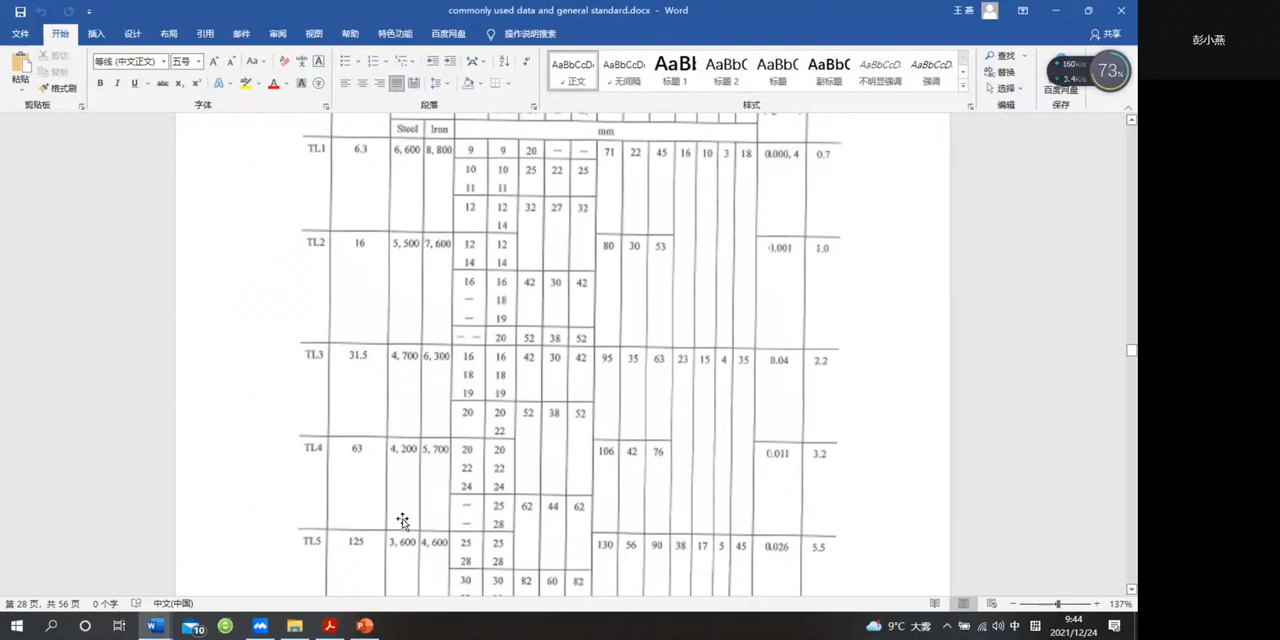 commonly used data and general standard.docx - Word
王 燕
彭小燕
文件 开始 插入 设计 布局 引用 邮件 审阅 视图 帮助 特色功能 百度网盘 操作说明搜索 共享
粘贴 剪切 复制 格式刷
等线 (中文正文) 五号
AaBbCcDi AaBbCcDi AaBb AaBbC AaBbC AaBbC AaBbCcDi AaBbCcDi
正文 无间隔 标题 1 标题 2 标题 副标题 不明显强调 强调
查找 替换 选择
160K/s
3.4K/s
73%
百度网盘
剪贴板 字体 段落 样式 编辑 保存
Steel Iron mm
TL1 6.3 6,600 8,800 9 9 20 — — 71 22 45 16 10 3 18 0.000,4 0.7
10 10 25 22 25
11 11
12 12 32 27 32
14
TL2 16 5,500 7,600 12 12 80 30 53 0.001 1.0
14 14
16 16 42 30 42
— 18
— 19
— — 20 52 38 52
TL3 31.5 4,700 6,300 16 16 42 30 42 95 35 63 23 15 4 35 0.04 2.2
18 18
19 19
20 20 52 38 52
22
TL4 63 4,200 5,700 20 20 106 42 76 0.011 3.2
22 22
24 24
— 25 62 44 62
— 28
TL5 125 3,600 4,600 25 25 130 56 90 38 17 5 45 0.026 5.5
28 28
30 30 82 60 82
第 28 页, 共 56 页 0 个字 中文(中国) 137%
10
9°C 大雾
中
9:44
2021/12/24